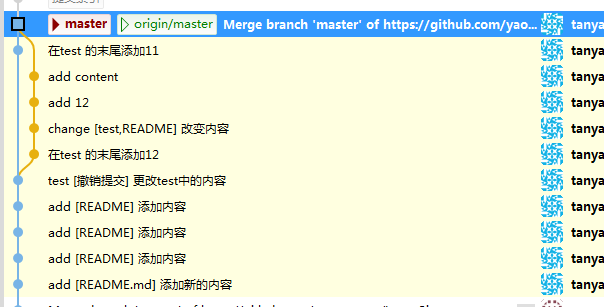 master origin/master Merge branch 'master' of https://github.com/yao... tanya
在test 的末尾添加11 tanya
add content tanya
add 12 tanya
change [test,README] 改变内容 tanya
在test 的末尾添加12 tanya
test [撤销提交] 更改test中的内容 tanya
add [README] 添加内容 tanya
add [README] 添加内容 tanya
add [README] 添加内容 tanya
add [README.md] 添加新的内容 tanya